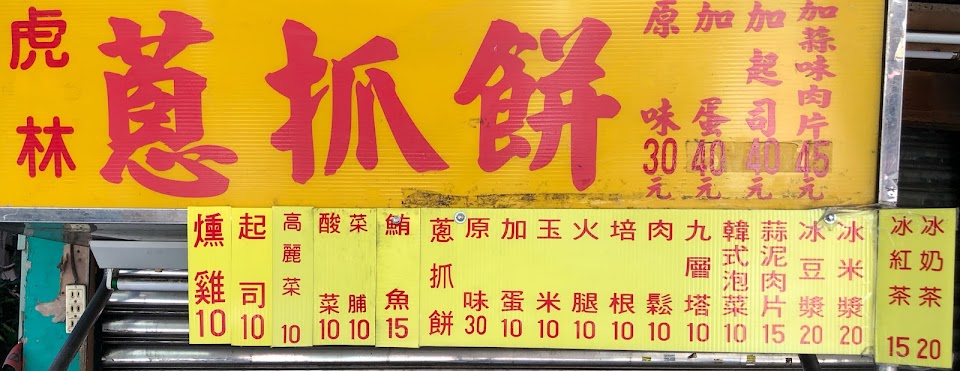 虎林
蔥抓餅
原味30元
加蛋40元
加起司40元
加蒜味肉片45元
燻雞10
起司10
高麗菜10
酸菜10
菜脯10
鮪魚15
蔥抓餅
原味30
加蛋10
玉米10
火腿10
培根10
肉鬆10
九層塔10
韓式泡菜10
蒜泥肉片15
冰豆漿20
冰米漿20
冰紅茶15
冰奶茶20